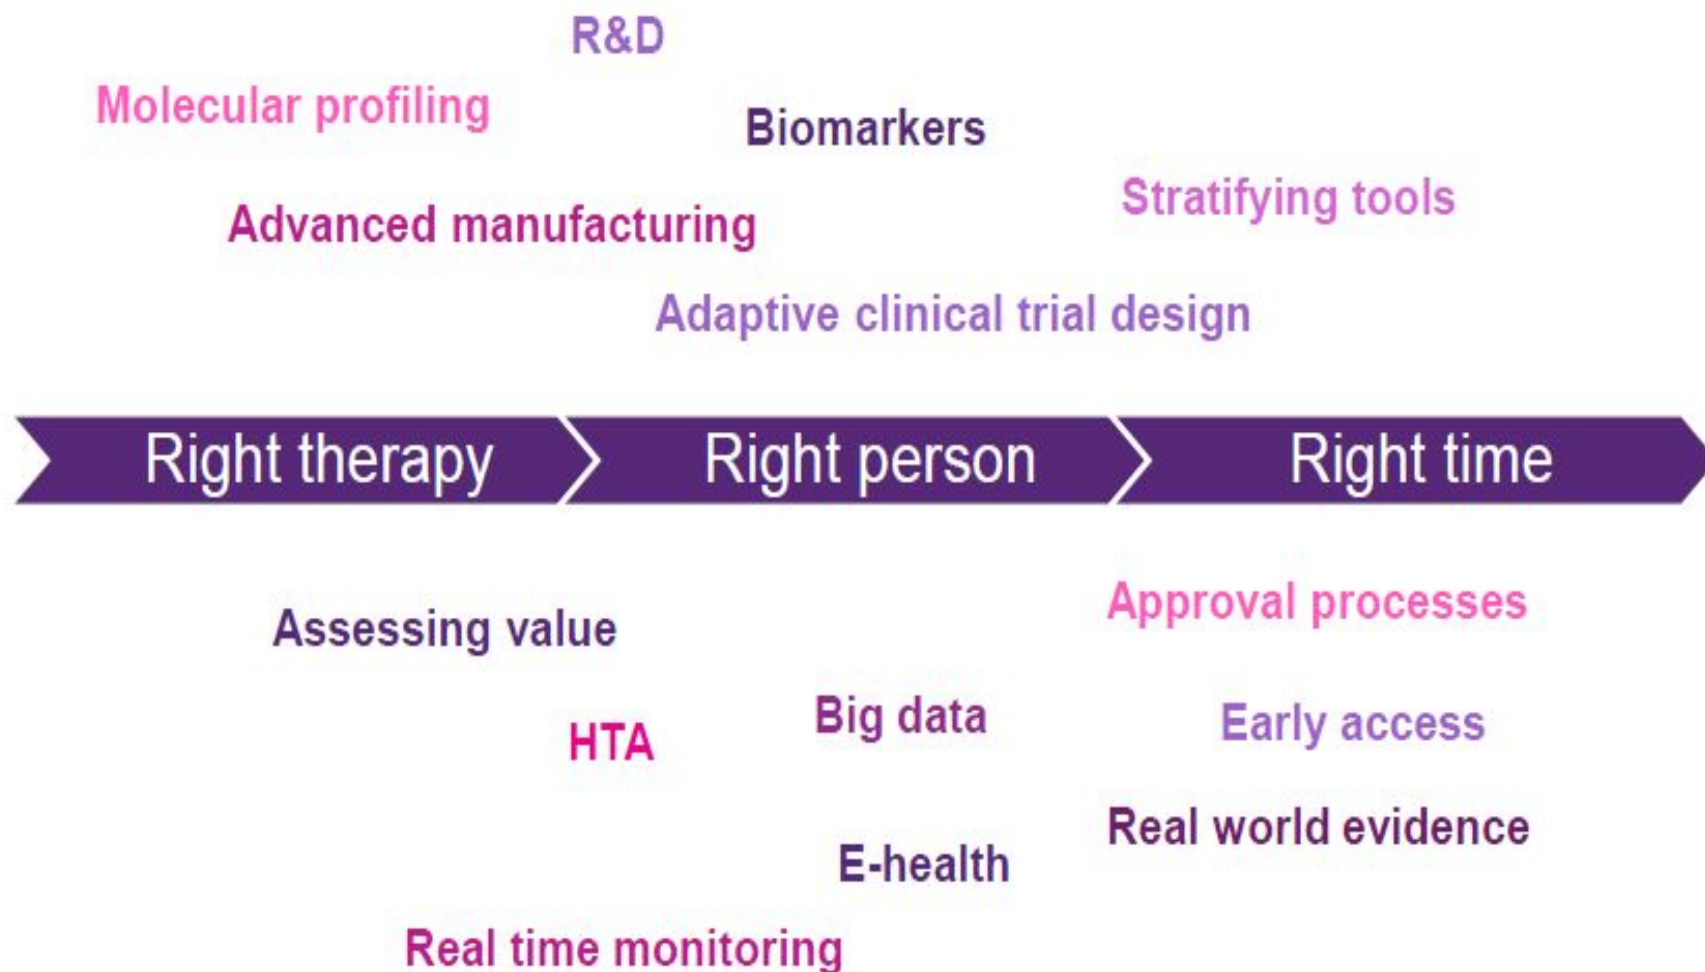 R&D
Molecular profiling
Biomarkers
Stratifying tools
Advanced manufacturing
Adaptive clinical trial design
Right therapy
Right person
Right time
Approval processes
Assessing value
Big data
Early access
HTA
Real world evidence
E-health
Real time monitoring